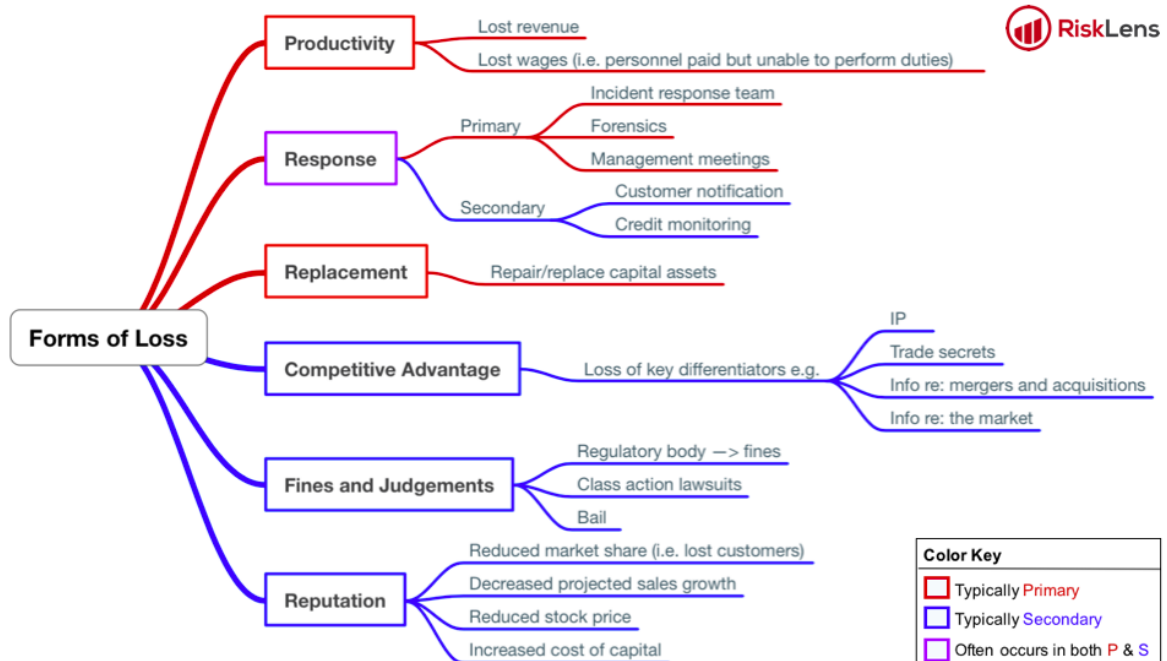 RiskLens
Forms of Loss
Productivity
Lost revenue
Lost wages (i.e. personnel paid but unable to perform duties)
Response
Primary
Incident response team
Forensics
Management meetings
Secondary
Customer notification
Credit monitoring
Replacement
Repair/replace capital assets
Competitive Advantage
Loss of key differentiators e.g.
IP
Trade secrets
Info re: mergers and acquisitions
Info re: the market
Fines and Judgements
Regulatory body —> fines
Class action lawsuits
Bail
Reputation
Reduced market share (i.e. lost customers)
Decreased projected sales growth
Reduced stock price
Increased cost of capital
Color Key
Typically Primary
Typically Secondary
Often occurs in both P & S